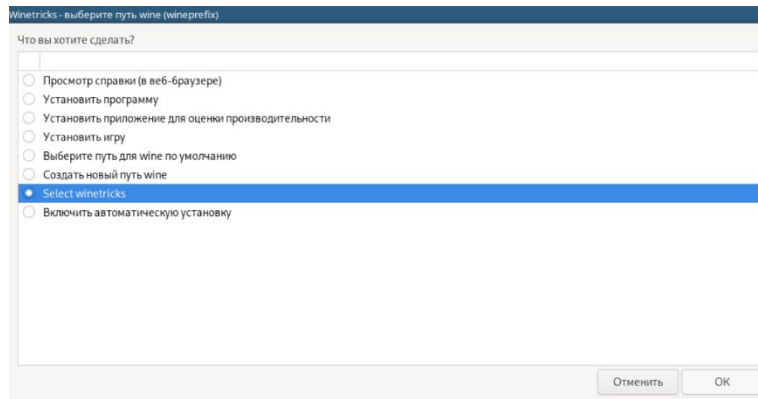 Winetricks - выберите путь wine (wineprefix)
Что вы хотите сделать?
Просмотр справки (в веб-браузере)
Установить программу
Установить приложение для оценки производительности
Установить игру
Выберите путь для wine по умолчанию
Создать новый путь wine
Select winetricks
Включить автоматическую установку
Отменить
ОК